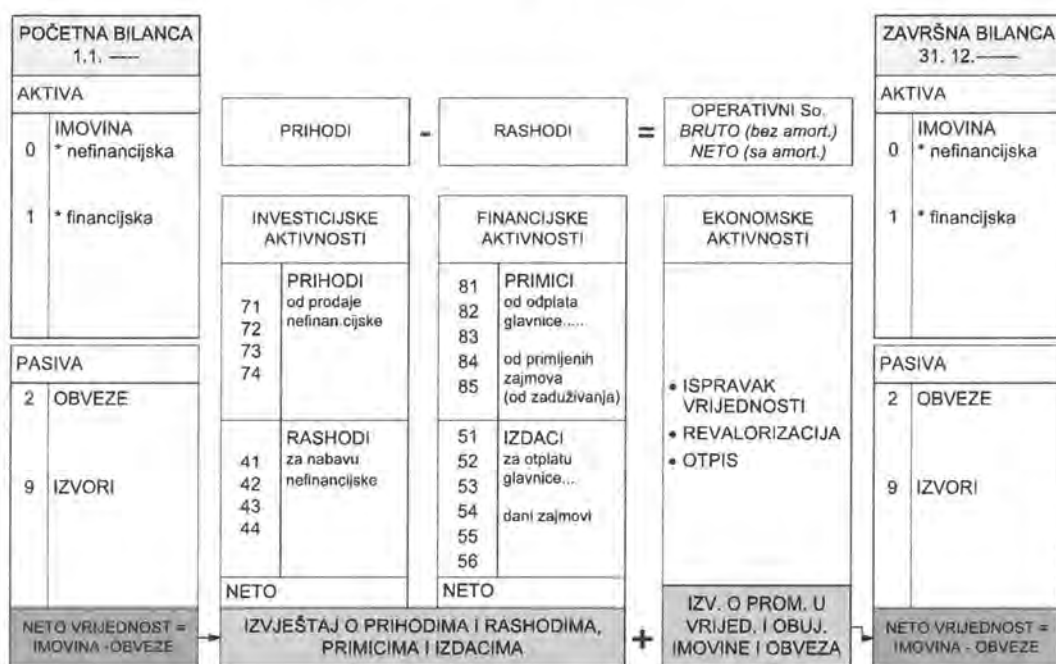 POČETNA BILANCA
1.1. ----
AKTIVA
IMOVINA
0 * nefinancijska
1 * financijska
PASIVA
2 OBVEZE
9 IZVORI
NETO VRIJEDNOST =
IMOVINA -OBVEZE
PRIHODI - RASHODI = OPERATIVNI So.
BRUTO (bez amort.)
NETO (sa amort.)
INVESTICIJSKE
AKTIVNOSTI
PRIHODI
71 od prodaje
72 nefinan cijske
73
74
RASHODI
41 za nabavu
42 nefinancijske
43
44
NETO
FINANCIJSKE
AKTIVNOSTI
81 PRIMICI
82 od odplata
glavnice.....
83
84 od primljenih
85 zajmova
(od zaduživanja)
51 IZDACI
52 za otplatu
53 glavnice...
54 dani zajmovi
55
56
NETO
IZVJEŠTAJ O PRIHODIMA I RASHODIMA,
PRIMICIMA I IZDACIMA
+
EKONOMSKE
AKTIVNOSTI
• ISPRAVAK
VRIJEDNOSTI
• REVALORIZACIJA
• OTPIS
IZV. O PROM. U
VRIJED. I OBUJ.
IMOVINE I OBVEZA
ZAVRŠNA BILANCA
31. 12.----
AKTIVA
IMOVINA
0 * nefinancijska
1 * financijska
PASIVA
2 OBVEZE
9 IZVORI
NETO VRIJEDNOST =
IMOVINA - OBVEZE